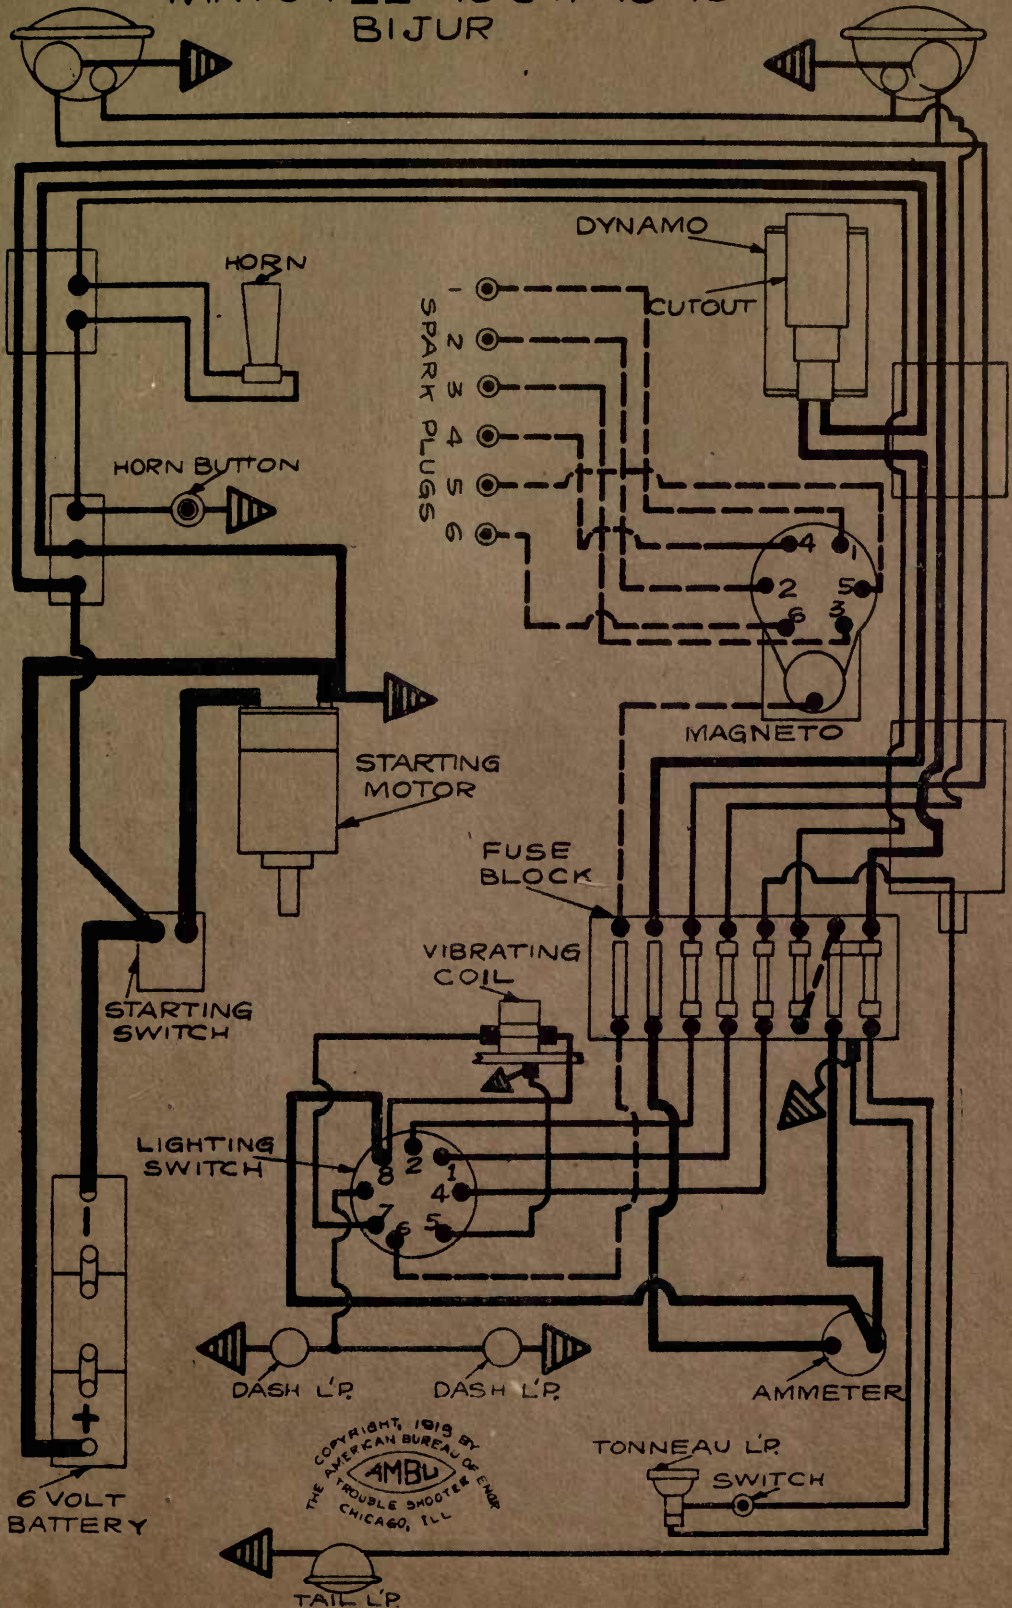 BIJUR
DYNAMO
CUTOUT
HORN
1
2
3
4
5
6
SPARK PLUGS
HORN BUTTON
4
1
2
5
6
3
MAGNETO
STARTING
MOTOR
FUSE
BLOCK
VIBRATING
COIL
STARTING
SWITCH
LIGHTING
SWITCH
8
2
1
4
7
6
5
-
+
DASH L'P.
DASH L'P.
AMMETER
COPYRIGHT, 1919 BY
THE AMERICAN BUREAU OF ENGR
AMBU
TROUBLE SHOOTER
CHICAGO, ILL
TONNEAU L'P.
SWITCH
6 VOLT
BATTERY
TAIL L'P.